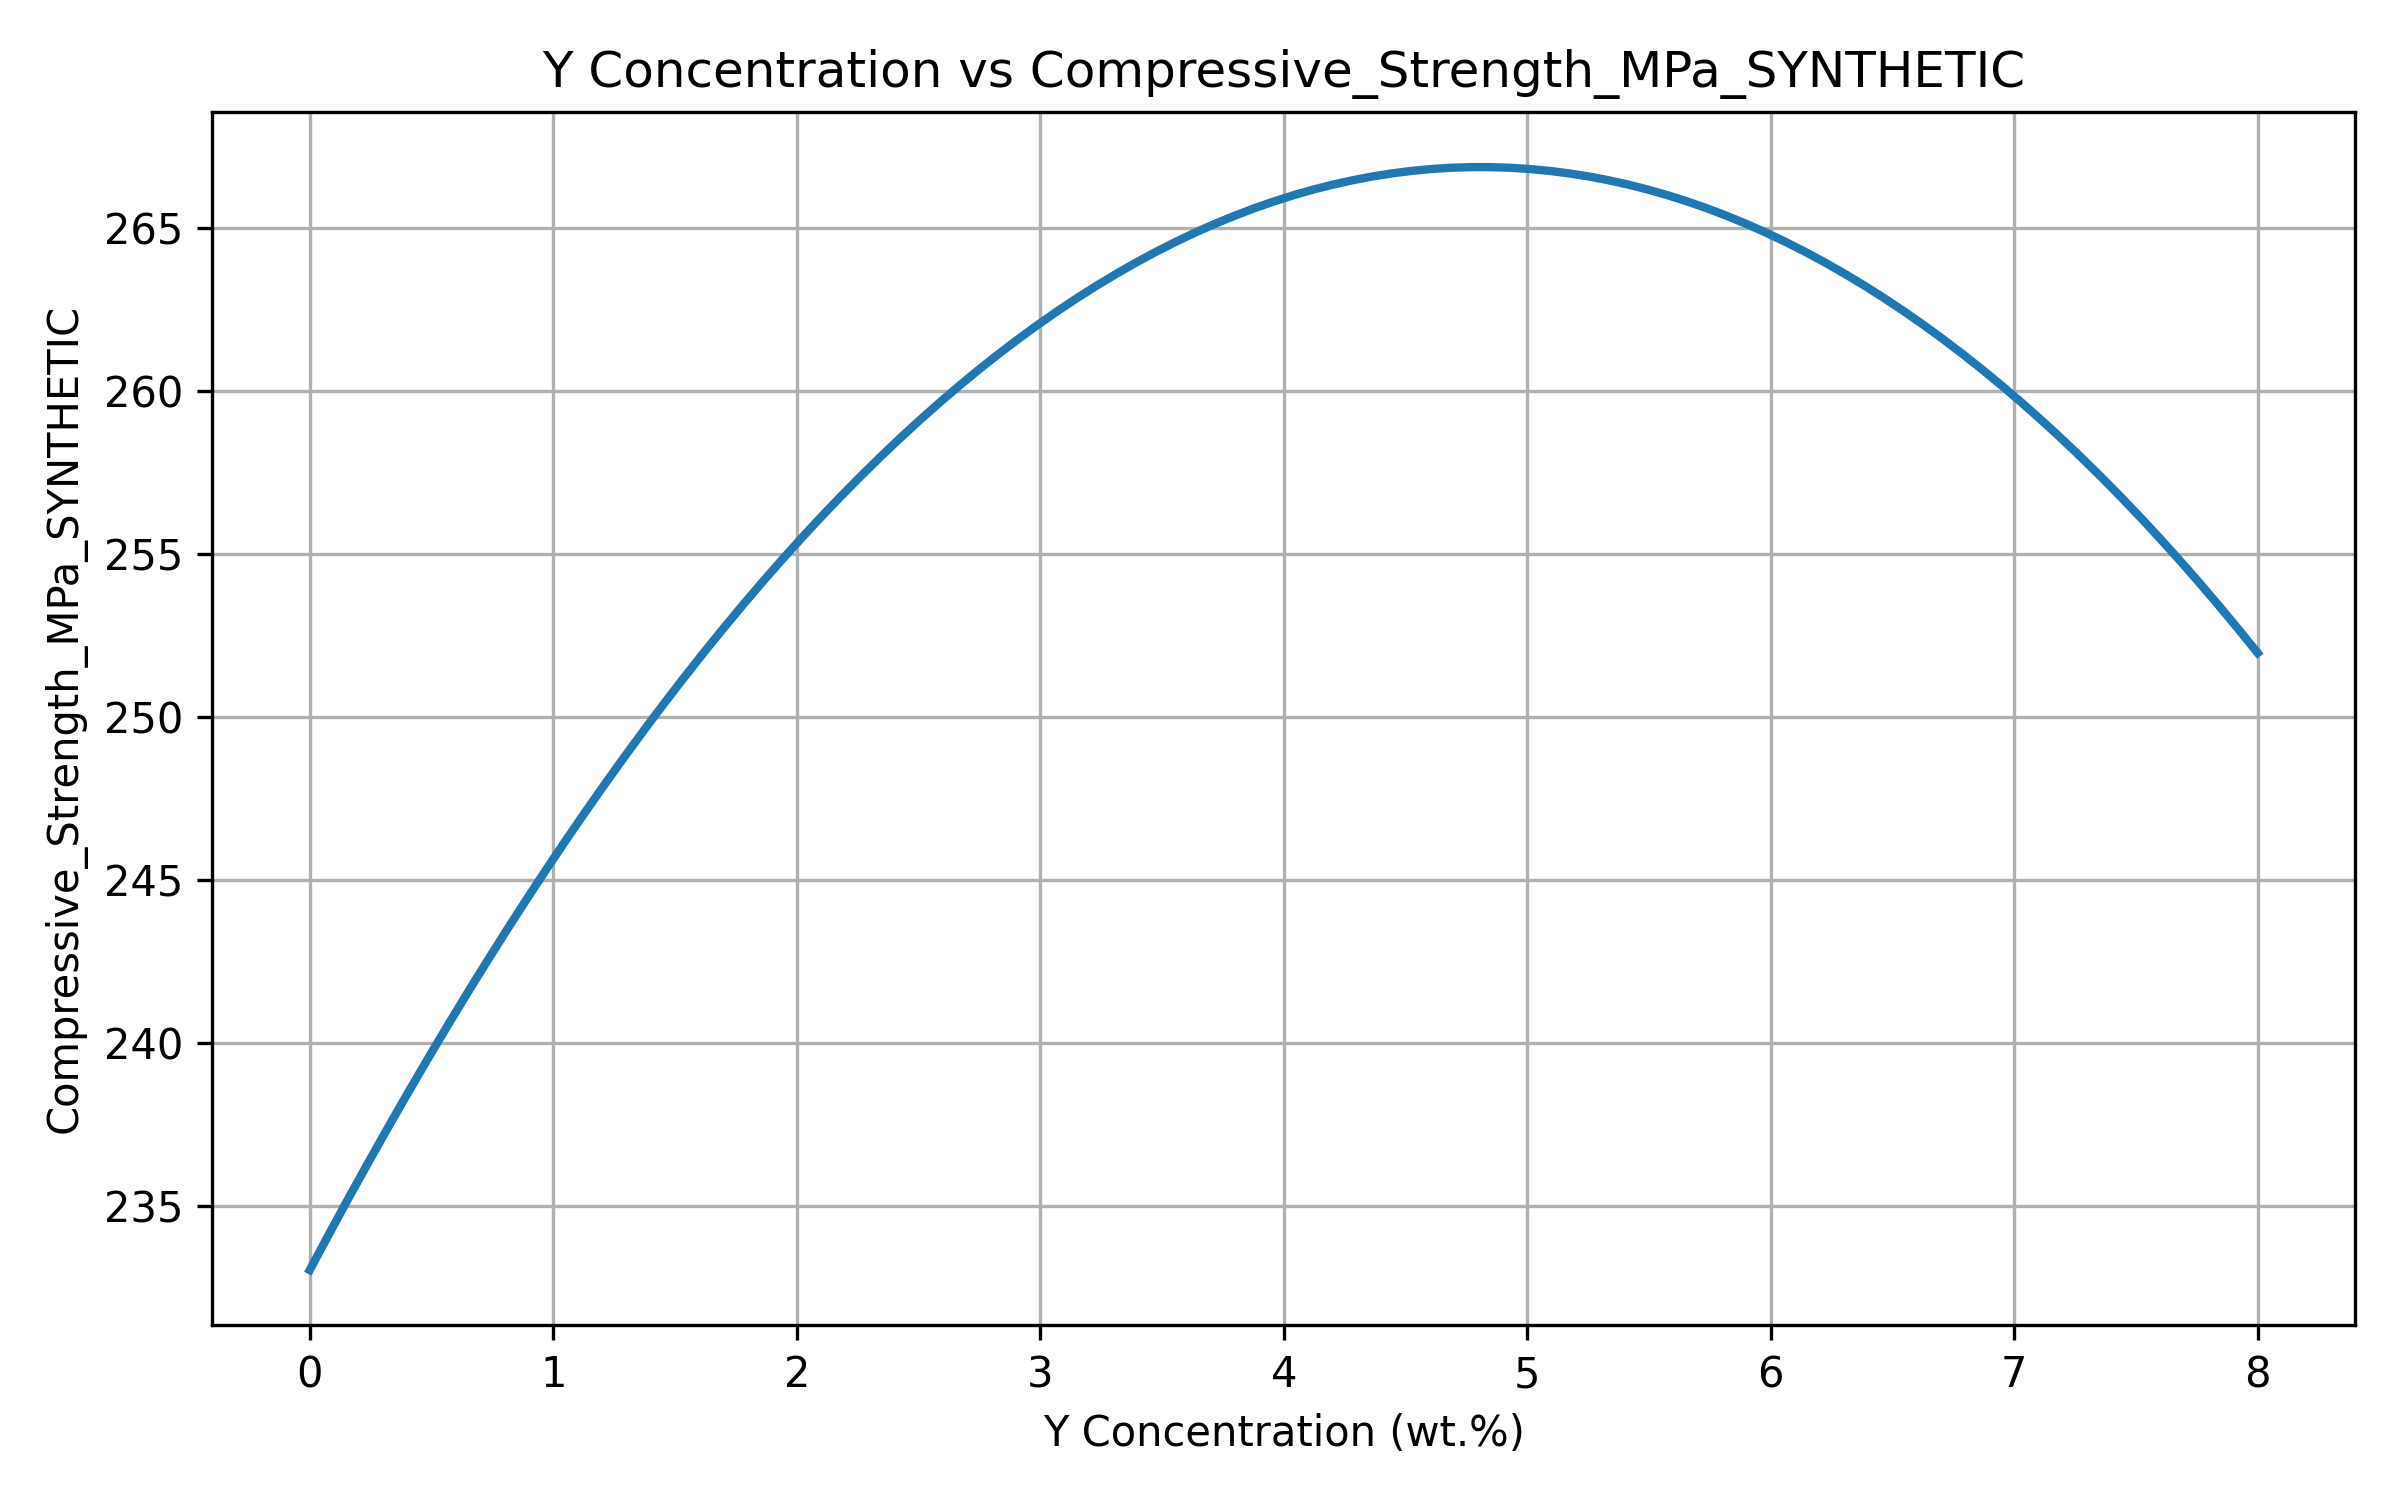 Y Concentration vs Compressive_Strength_MPa_SYNTHETIC
Compressive_Strength_MPa_SYNTHETIC
265
260
255
250
245
240
235
0 1 2 3 4 5 6 7 8
Y Concentration (wt.%)